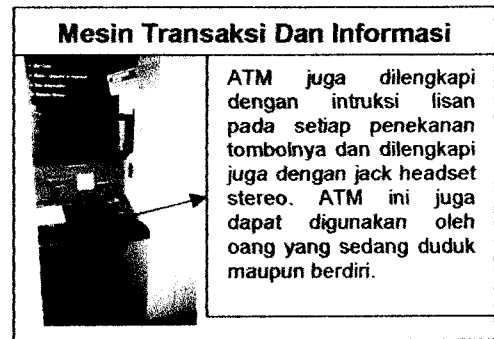 Mesin Transaksi Dan Informasi
ATM juga dilengkapi
dengan intruksi lisan
pada setiap penekanan
tombolnya dan dilengkapi
juga dengan jack headset
stereo. ATM ini juga
dapat digunakan oleh
oang yang sedang duduk
maupun berdiri.